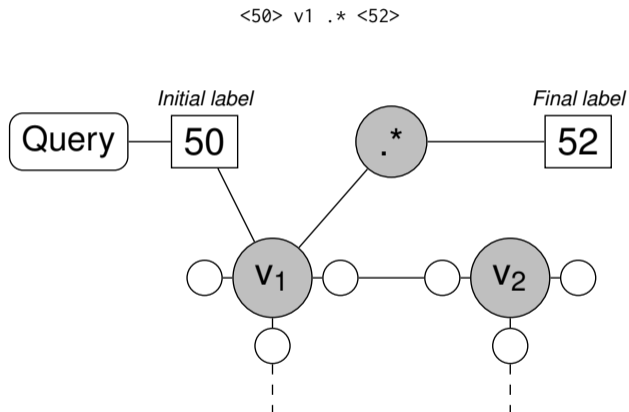 <50> v1 .* <52>
Initial label
Final label
Query
50
.*
52
v1
v2